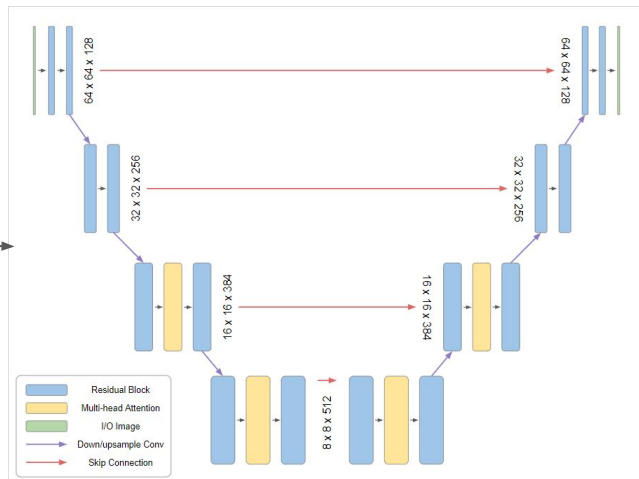 64 x 64 x 128
64 x 64 x 128
32 x 32 x 256
32 x 32 x 256
16 x 16 x 384
16 x 16 x 384
8 x 8 x 512
Residual Block
Multi-head Attention
I/O Image
Down/upsample Conv
Skip Connection